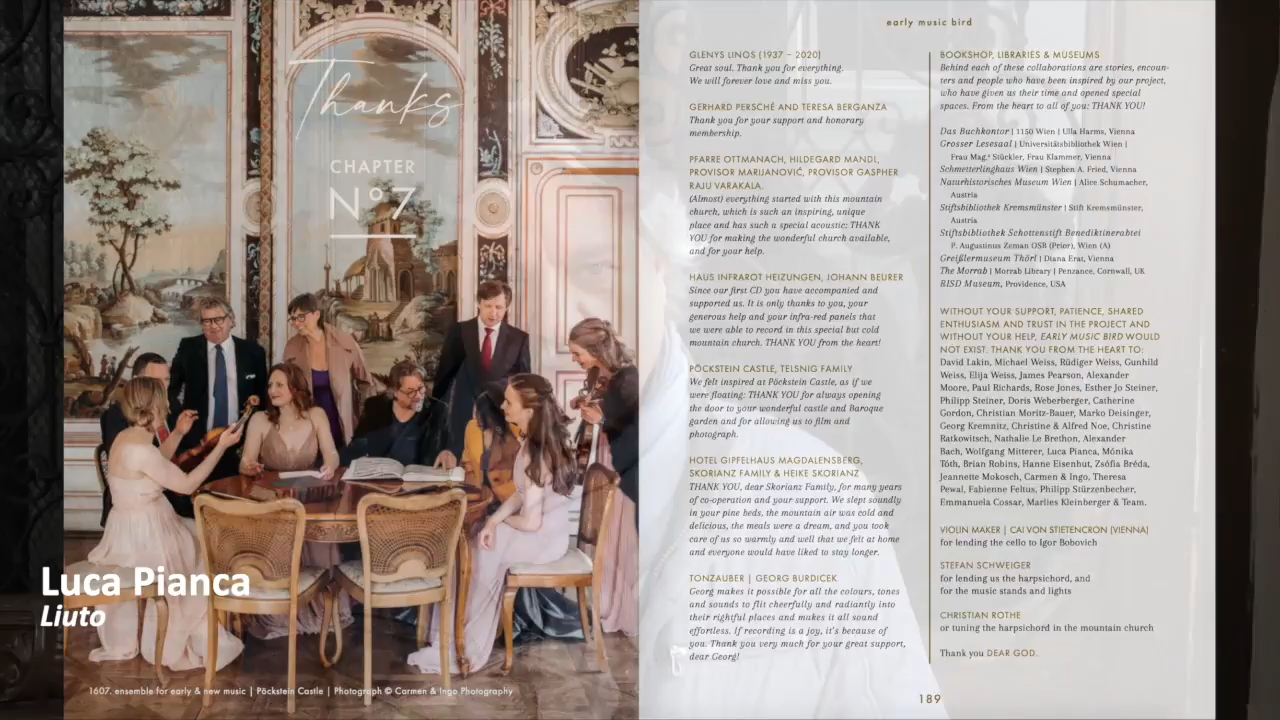 Thanks
CHAPTER
Nº7
Luca Pianca
Liuto
1607. ensemble for early & new music | Pöckstein Castle | Photograph © Carmen & Ingo Photography
early music bird
GLENYS LINOS (1937 – 2020)
Great soul. Thank you for everything.
We will forever love and miss you.
GERHARD PERSCHÉ AND TERESA BERGANZA
Thank you for your support and honorary
membership.
PFARRE OTTMANACH, HILDEGARD MANDL,
PROVISOR MARIJANOVIĆ, PROVISOR GASPHER
RAJU VARAKALA.
(Almost) everything started with this mountain
church, which is such an inspiring, unique
place and has such a special acoustic: THANK
YOU for making the wonderful church available,
and for your help.
HAUS INFRAROT HEIZUNGEN, JOHANN BEURER
Since our first CD you have accompanied and
supported us. It is only thanks to you, your
generous help and your infra-red panels that
we were able to record in this special but cold
mountain church. THANK YOU from the heart!
PÖCKSTEIN CASTLE, TELSNIG FAMILY
We felt inspired at Pöckstein Castle, as if we
were floating: THANK YOU for always opening
the door to your wonderful castle and Baroque
garden and for allowing us to film and
photograph.
HOTEL GIPFELHAUS MAGDALENSBERG,
SKORIANZ FAMILY & HEIKE SKORIANZ
THANK YOU, dear Skorianz Family, for many years
of co-operation and your support. We slept soundly
in your pine beds, the mountain air was cold and
delicious, the meals were a dream, and you took
care of us so warmly and well that we felt at home
and everyone would have liked to stay longer.
TONZAUBER | GEORG BURDICEK
Georg makes it possible for all the colours, tones
and sounds to flit cheerfully and radiantly into
their rightful places and makes it all sound
effortless. If recording is a joy, it's because of
you. Thank you very much for your great support,
dear Georg!
BOOKSHOP, LIBRARIES & MUSEUMS
Behind each of these collaborations are stories, encoun-
ters and people who have been inspired by our project,
who have given us their time and opened special
spaces. From the heart to all of you: THANK YOU!
Das Buchkontor | 1150 Wien | Ulla Harms, Vienna
Grosser Lesesaal | Universitätsbibliothek Wien |
Frau Mag.ª Stückler, Frau Klammer, Vienna
Schmetterlinghaus Wien | Stephen A. Fried, Vienna
Naturhistorisches Museum Wien | Alice Schumacher,
Austria
Stiftsbibliothek Kremsmünster | Stift Kremsmünster,
Austria
Stiftsbibliothek Schottenstift Benediktinerabtei
P. Augustinus Zeman OSB (Prior), Wien (A)
Greißlermuseum Thörl | Diana Erat, Vienna
The Morrab | Morrab Library | Penzance, Cornwall, UK
RISD Museum, Providence, USA
WITHOUT YOUR SUPPORT, PATIENCE, SHARED
ENTHUSIASM AND TRUST IN THE PROJECT AND
WITHOUT YOUR HELP, EARLY MUSIC BIRD WOULD
NOT EXIST. THANK YOU FROM THE HEART TO:
David Lakin, Michael Weiss, Rüdiger Weiss, Gunhild
Weiss, Elija Weiss, James Pearson, Alexander
Moore, Paul Richards, Rose Jones, Esther Jo Steiner,
Philipp Steiner, Doris Weberberger, Catherine
Gordon, Christian Moritz-Bauer, Marko Deisinger,
Georg Kremnitz, Christine & Alfred Noe, Christine
Ratkowitsch, Nathalie Le Brethon, Alexander
Bach, Wolfgang Mitterer, Luca Pianca, Mónika
Tóth, Brian Robins, Hanne Eisenhut, Zsófia Bréda,
Jeannette Mokosch, Carmen & Ingo, Theresa
Pewal, Fabienne Feltus, Philipp Stürzenbecher,
Emmanuela Cossar, Marlies Kleinberger & Team.
VIOLIN MAKER | CAI VON STIETENCRON (VIENNA)
for lending the cello to Igor Bobovich
STEFAN SCHWEIGER
for lending us the harpsichord, and
for the music stands and lights
CHRISTIAN ROTHE
or tuning the harpsichord in the mountain church
Thank you DEAR GOD.
189